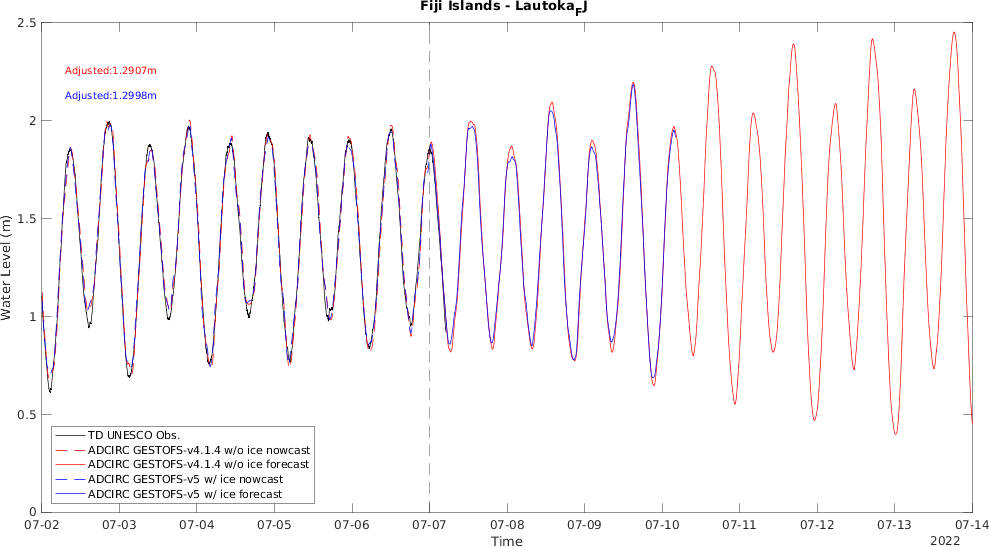 Fiji Islands - Lautoka_FJ
2.5
Adjusted:1.2907m
Adjusted:1.2998m
2
1.5
Water Level (m)
1
0.5
TD UNESCO Obs.
ADCIRC GESTOFS-v4.1.4 w/o ice nowcast
ADCIRC GESTOFS-v4.1.4 w/o ice forecast
ADCIRC GESTOFS-v5 w/ ice nowcast
ADCIRC GESTOFS-v5 w/ ice forecast
0
07-02 07-03 07-04 07-05 07-06 07-07 07-08 07-09 07-10 07-11 07-12 07-13 07-14
Time
2022